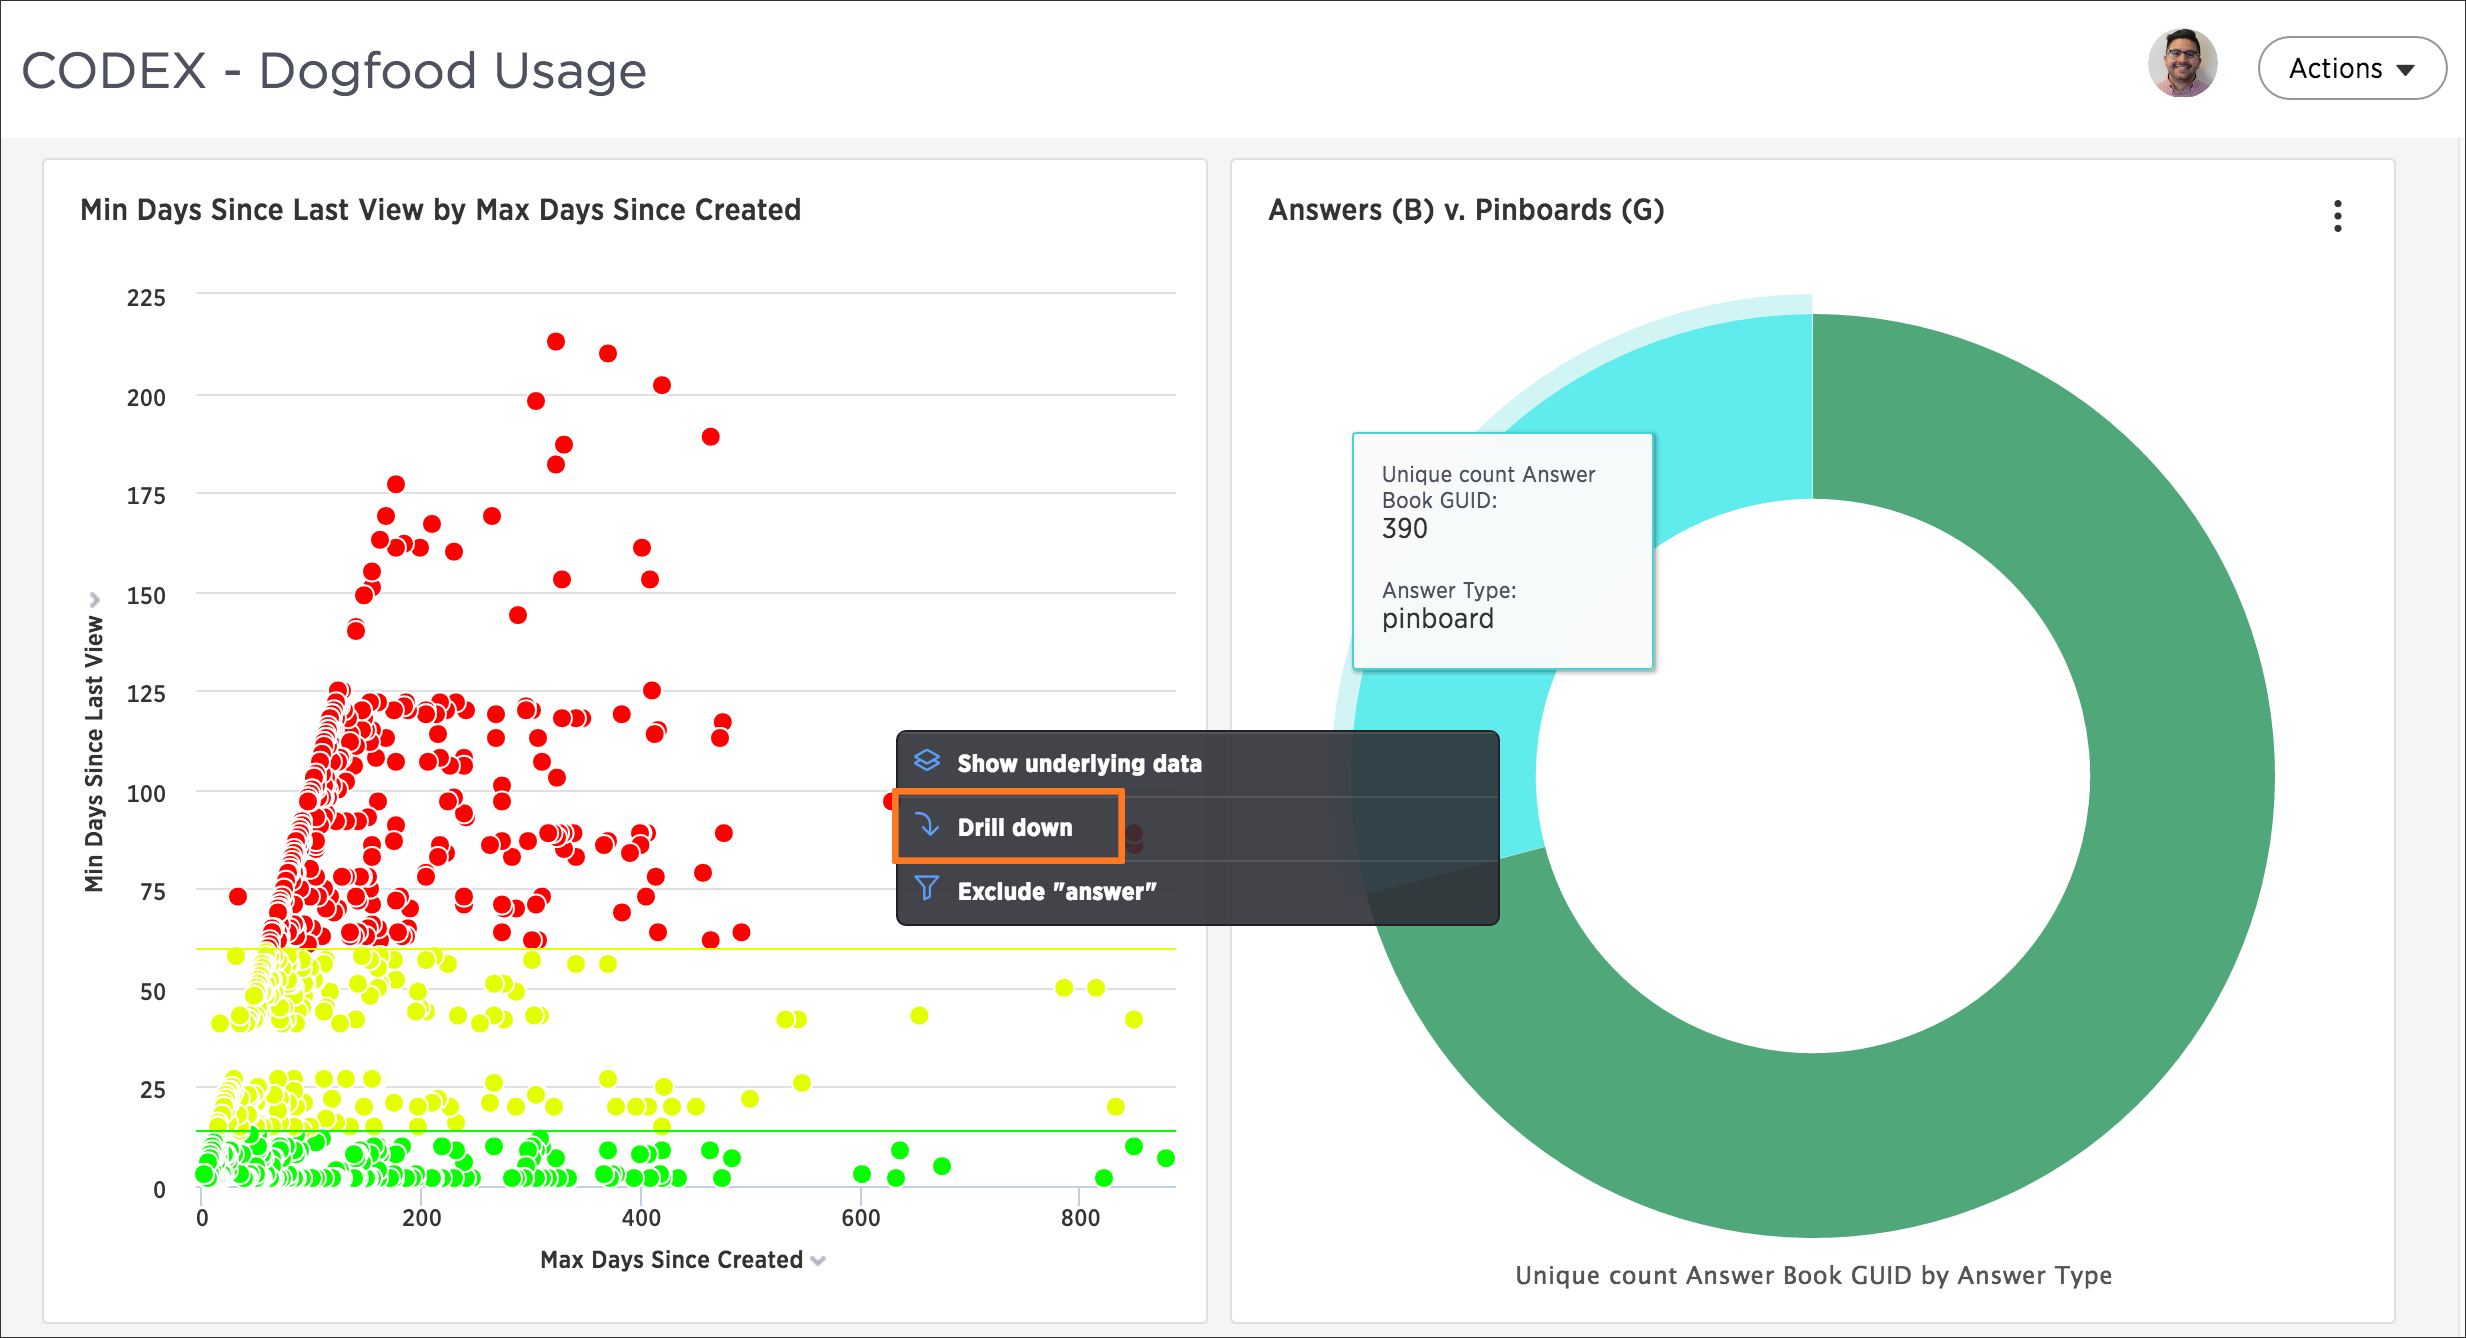 CODEX - Dogfood Usage
Actions
Min Days Since Last View by Max Days Since Created
225
200
175
150
125
100
75
50
25
0
Min Days Since Last View
0
200
400
600
800
Max Days Since Created
Answers (B) v. Pinboards (G)
Unique count Answer
Book GUID:
390
Answer Type:
pinboard
Show underlying data
Drill down
Exclude "answer"
Unique count Answer Book GUID by Answer Type